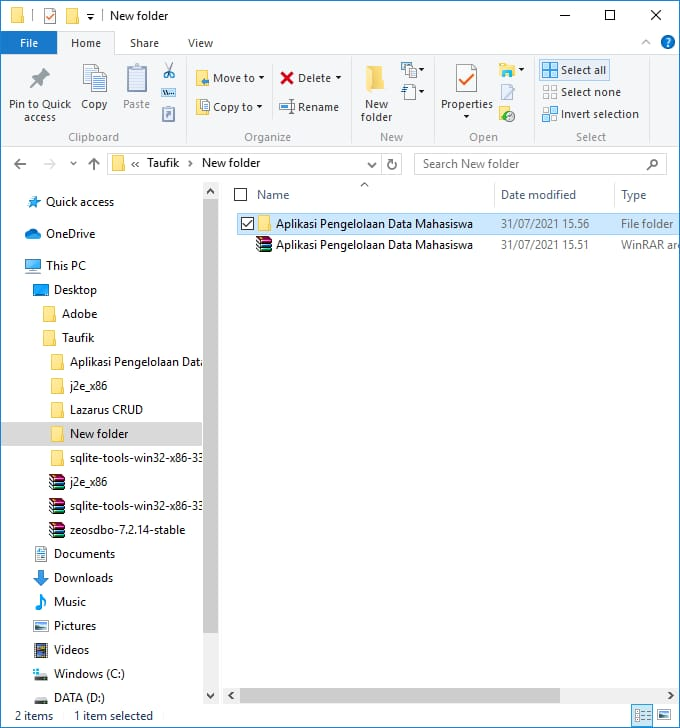 New folder
File Home Share View
Pin to Quick access
Copy
Paste
Clipboard
Move to
Copy to
Delete
Rename
Organize
New folder
New
Properties
Open
Select all
Select none
Invert selection
Select
« Taufik > New folder
Search New folder
Name Date modified Type
Aplikasi Pengelolaan Data Mahasiswa 31/07/2021 15.56 File folder
Aplikasi Pengelolaan Data Mahasiswa 31/07/2021 15.51 WinRAR ar
Quick access
OneDrive
This PC
Desktop
Adobe
Taufik
Aplikasi Pengelolaan Data
j2e_x86
Lazarus CRUD
New folder
sqlite-tools-win32-x86-33
j2e_x86
sqlite-tools-win32-x86-33
zeosdbo-7.2.14-stable
Documents
Downloads
Music
Pictures
Videos
Windows (C:)
DATA (D:)
2 items 1 item selected